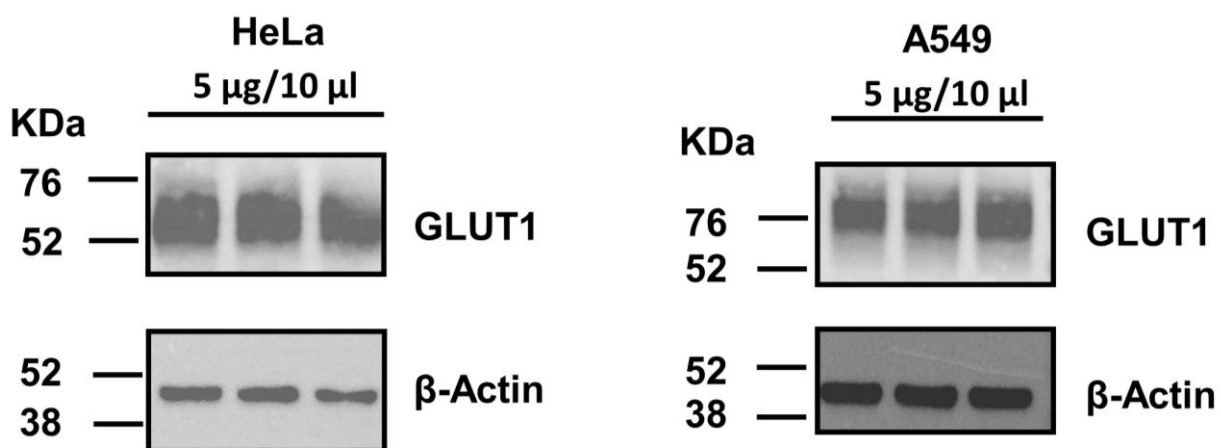 HeLa
5 µg/10 µl
KDa
76
52
GLUT1
52
38
β-Actin
A549
5 µg/10 µl
KDa
76
52
GLUT1
52
38
β-Actin